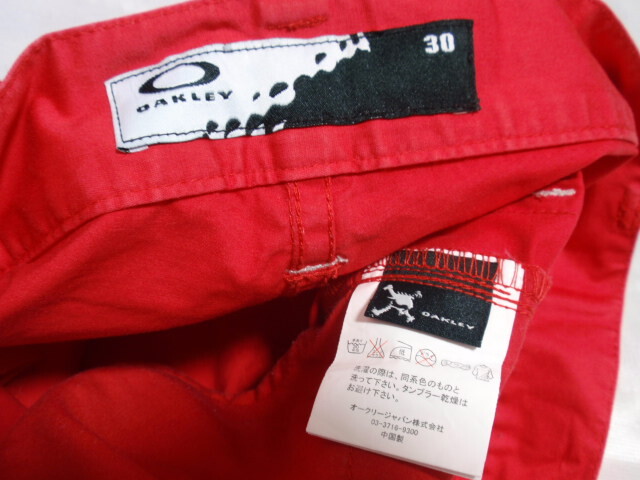 OAKLEY
30
OAKLEY
洗濯の際は、同系色のものと
洗って下さい。タンブラー乾燥は
お避け下さい。
オークリージャパン株式会社
03-3716-9300
中国製